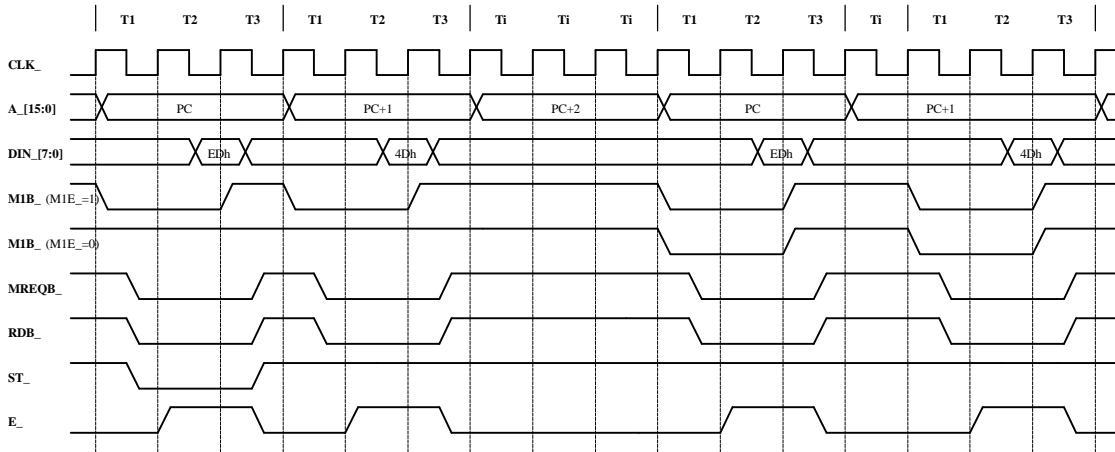 T1 T2 T3 T1 T2 T3 Ti Ti Ti T1 T2 T3 Ti T1 T2 T3
CLK_
A_[15:0] PC PC+1 PC+2 PC PC+1
DIN_[7:0] EDh 4Dh EDh 4Dh
M1B_ (M1E_=1)
M1B_ (M1E_=0)
MREQB_
RDB_
ST_
E_